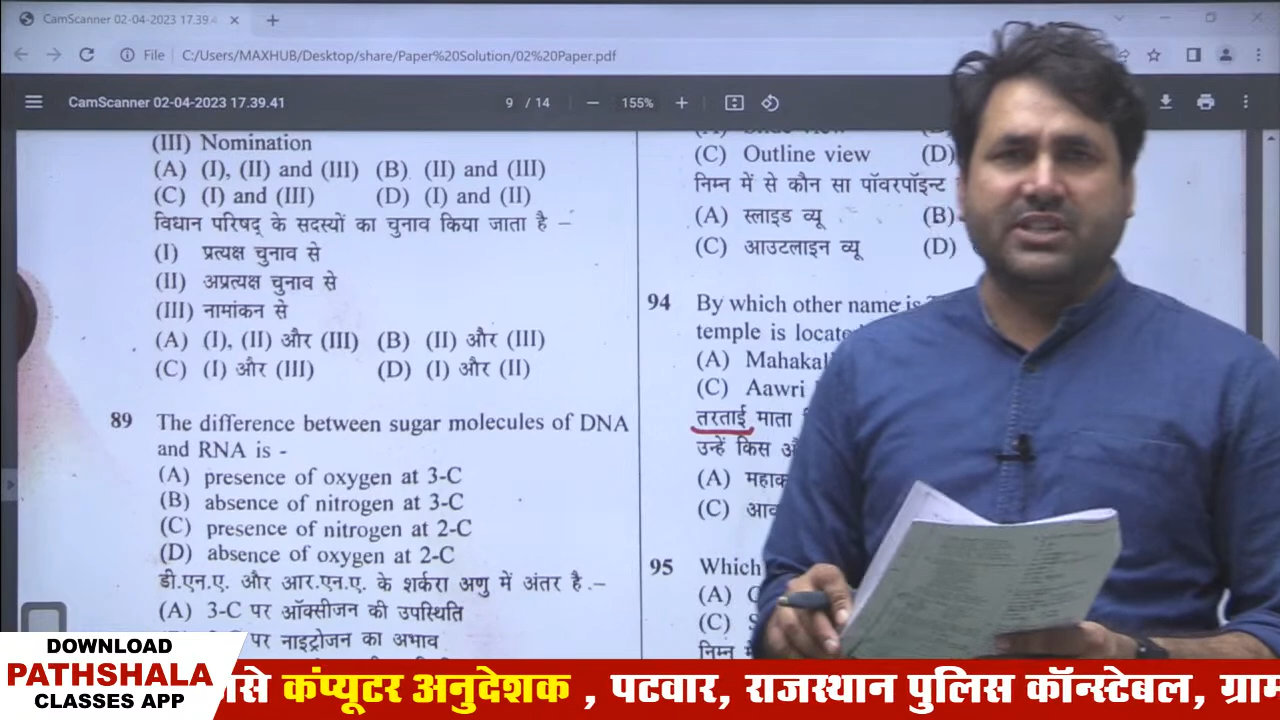 CamScanner 02-04-2023 17.39.4
File C:/Users/MAXHUB/Desktop/share/Paper%20Solution/02%20Paper.pdf
CamScanner 02-04-2023 17.39.41
9 / 14
155%
(III) Nomination
(A) (I), (II) and (III) (B) (II) and (III)
(C) (I) and (III) (D) (I) and (II)
विधान परिषद् के सदस्यों का चुनाव किया जाता है –
(I) प्रत्यक्ष चुनाव से
(II) अप्रत्यक्ष चुनाव से
(III) नामांकन से
(A) (I), (II) और (III) (B) (II) और (III)
(C) (I) और (III) (D) (I) और (II)
89 The difference between sugar molecules of DNA
and RNA is -
(A) presence of oxygen at 3-C
(B) absence of nitrogen at 3-C
(C) presence of nitrogen at 2-C
(D) absence of oxygen at 2-C
डी.एन.ए. और आर.एन.ए. के शर्करा अणु में अंतर है.–
(A) 3-C पर ऑक्सीजन की उपस्थिति
पर नाइट्रोजन का अभाव
(C) Outline view (D)
निम्न में से कौन सा पॉवरपॉइन्ट
(A) स्लाइड व्यू (B)
(C) आउटलाइन व्यू (D)
94 By which other name is
temple is located
(A) Mahakal
(C) Aawri
तरताई माता
उन्हें किस
(A)
(C)
95 Which
(A)
(C)
निम्न
DOWNLOAD
PATHSHALA
CLASSES APP
से कंप्यूटर अनुदेशक , पटवार, राजस्थान पुलिस कॉन्स्टेबल, ग्राम